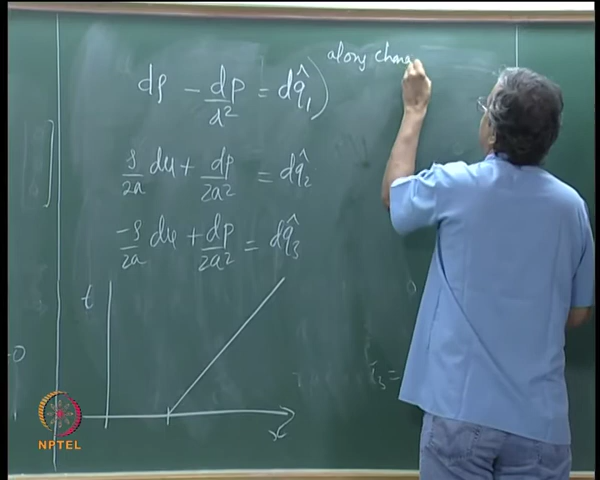 along charac
dρ - dp/a² = dq̂₁)
ρ/2a du + dp/2a² = dq̂₂
-ρ/2a du + dp/2a² = dq̂₃
t
x
NPTEL